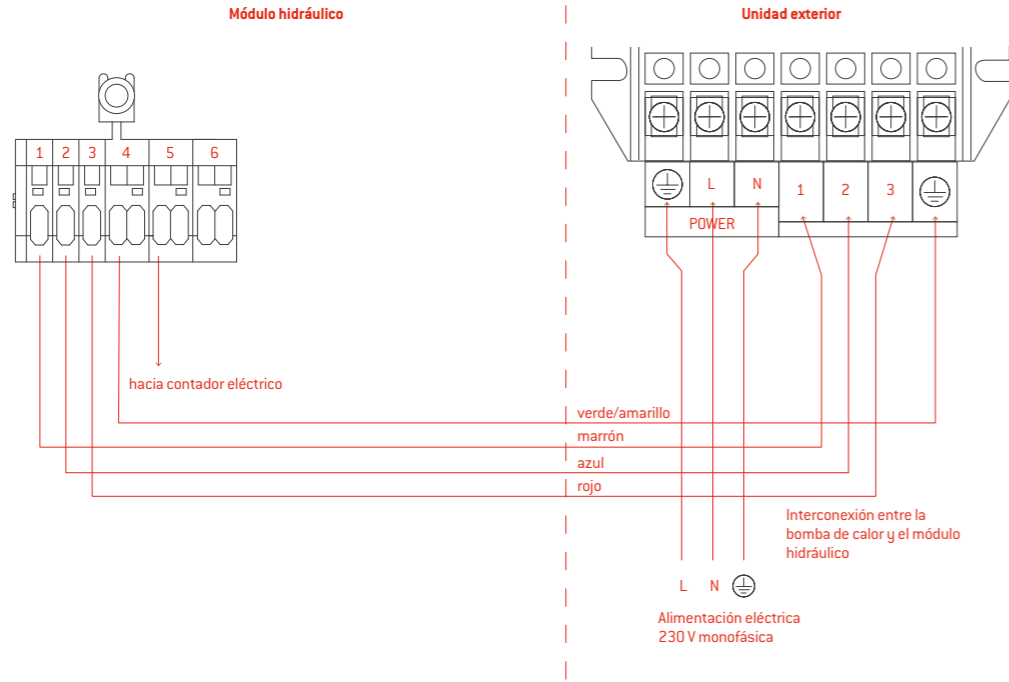 Módulo hidráulico
Unidad exterior
1 2 3 4 5 6
L N 1 2 3
POWER
hacia contador eléctrico
verde/amarillo
marrón
azul
rojo
Interconexión entre la
bomba de calor y el módulo
hidráulico
L N
Alimentación eléctrica
230 V monofásica